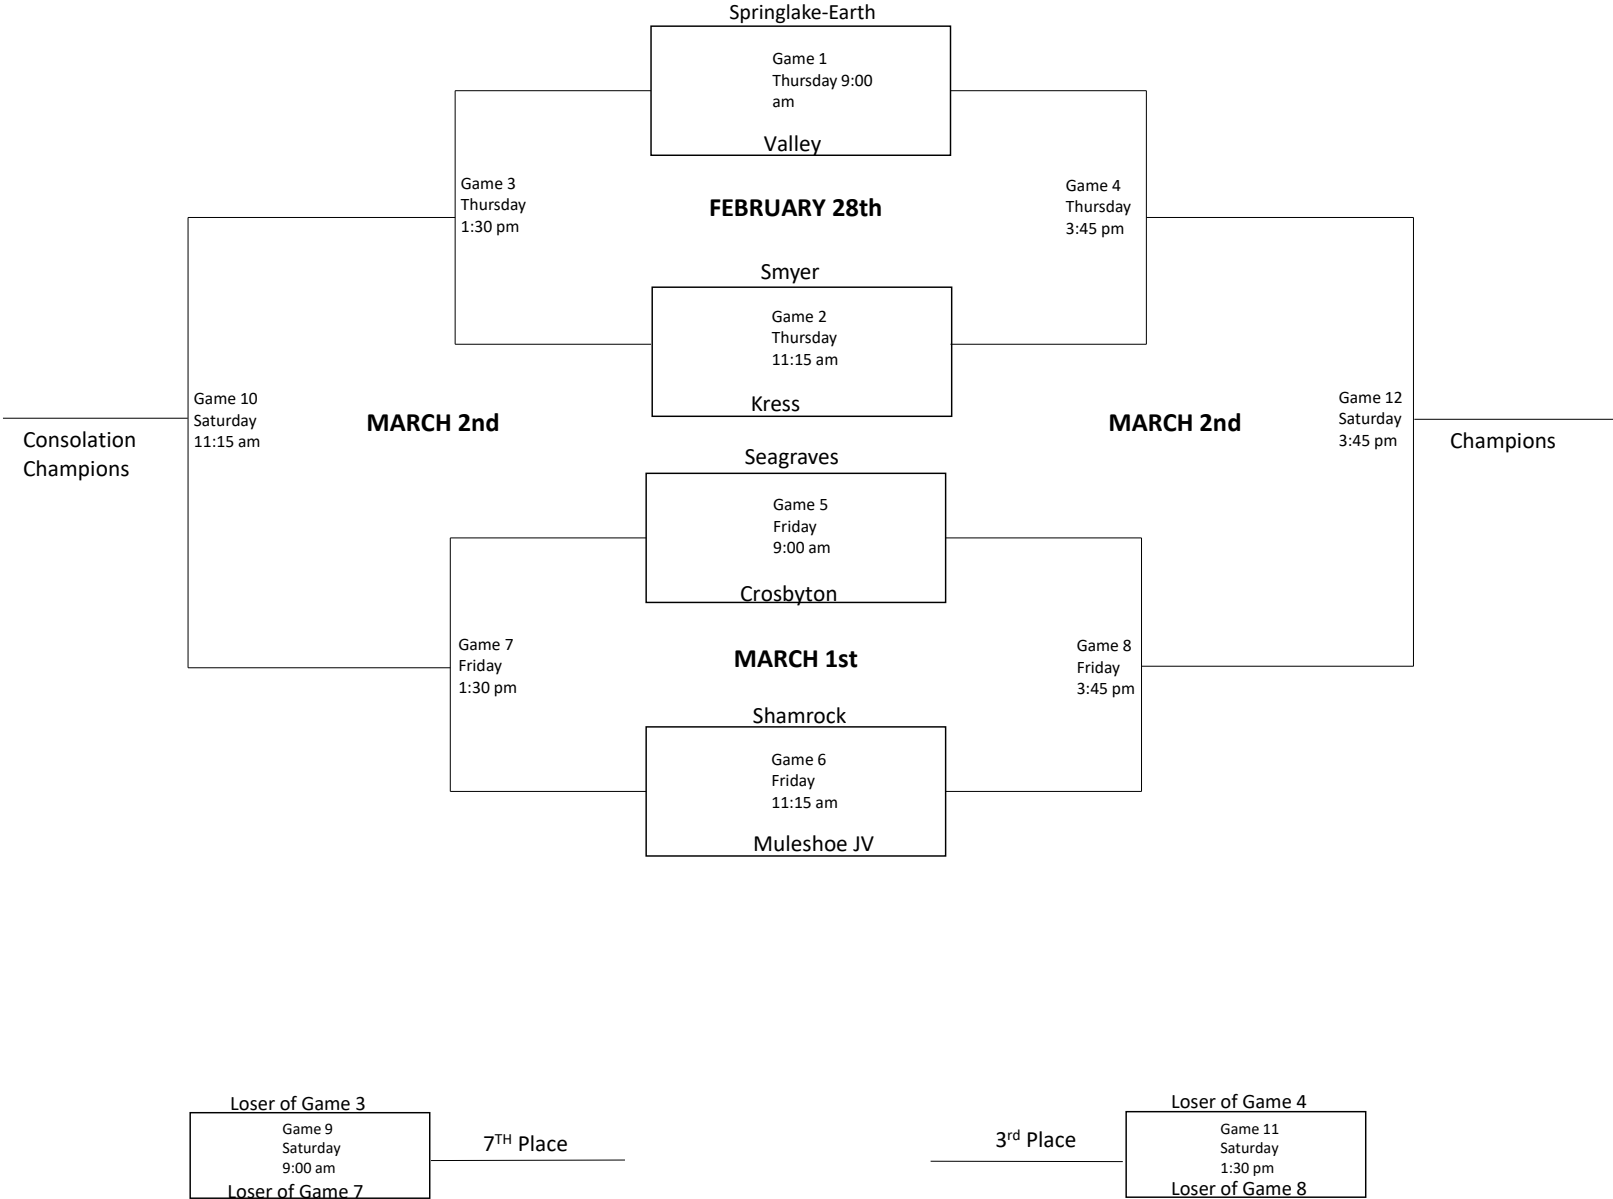 Springlake-Earth
Game 1
Thursday 9:00
am
Valley
Game 3
Thursday
1:30 pm
FEBRUARY 28th
Game 4
Thursday
3:45 pm
Smyer
Game 2
Thursday
11:15 am
Kress
Game 10
Saturday
11:15 am
MARCH 2nd
MARCH 2nd
Game 12
Saturday
3:45 pm
Consolation
Champions
Champions
Seagraves
Game 5
Friday
9:00 am
Crosbyton
Game 7
Friday
1:30 pm
MARCH 1st
Game 8
Friday
3:45 pm
Shamrock
Game 6
Friday
11:15 am
Muleshoe JV
Loser of Game 3
Game 9
Saturday
9:00 am
Loser of Game 7
7TH Place
3rd Place
Loser of Game 4
Game 11
Saturday
1:30 pm
Loser of Game 8